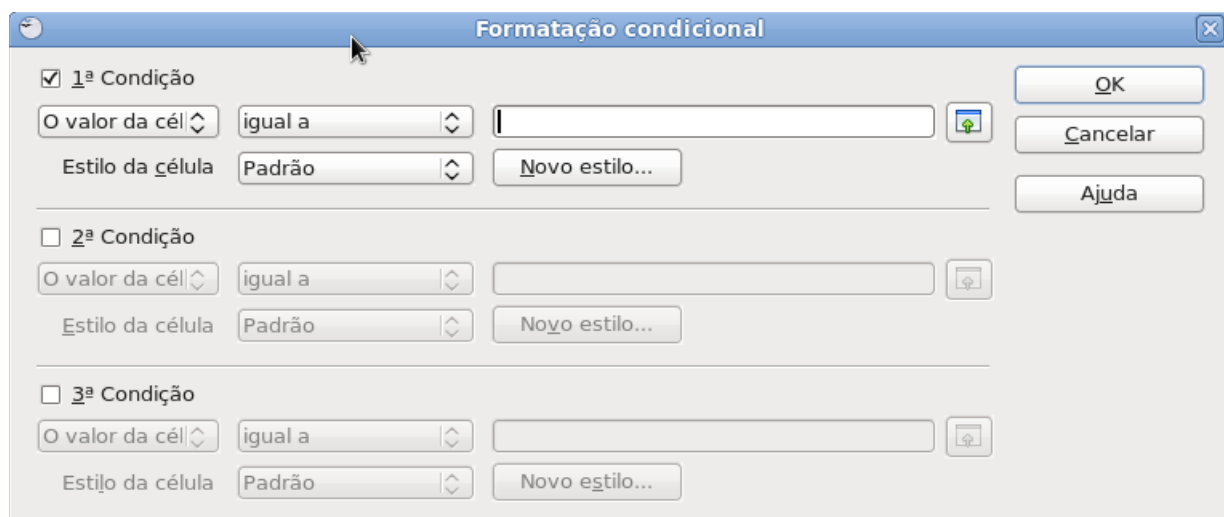 Formatação condicional
1ª Condição
O valor da cél igual a
Estilo da célula Padrão Novo estilo...
2ª Condição
O valor da cél igual a
Estilo da célula Padrão Novo estilo...
3ª Condição
O valor da cél igual a
Estilo da célula Padrão Novo estilo...
OK
Cancelar
Ajuda